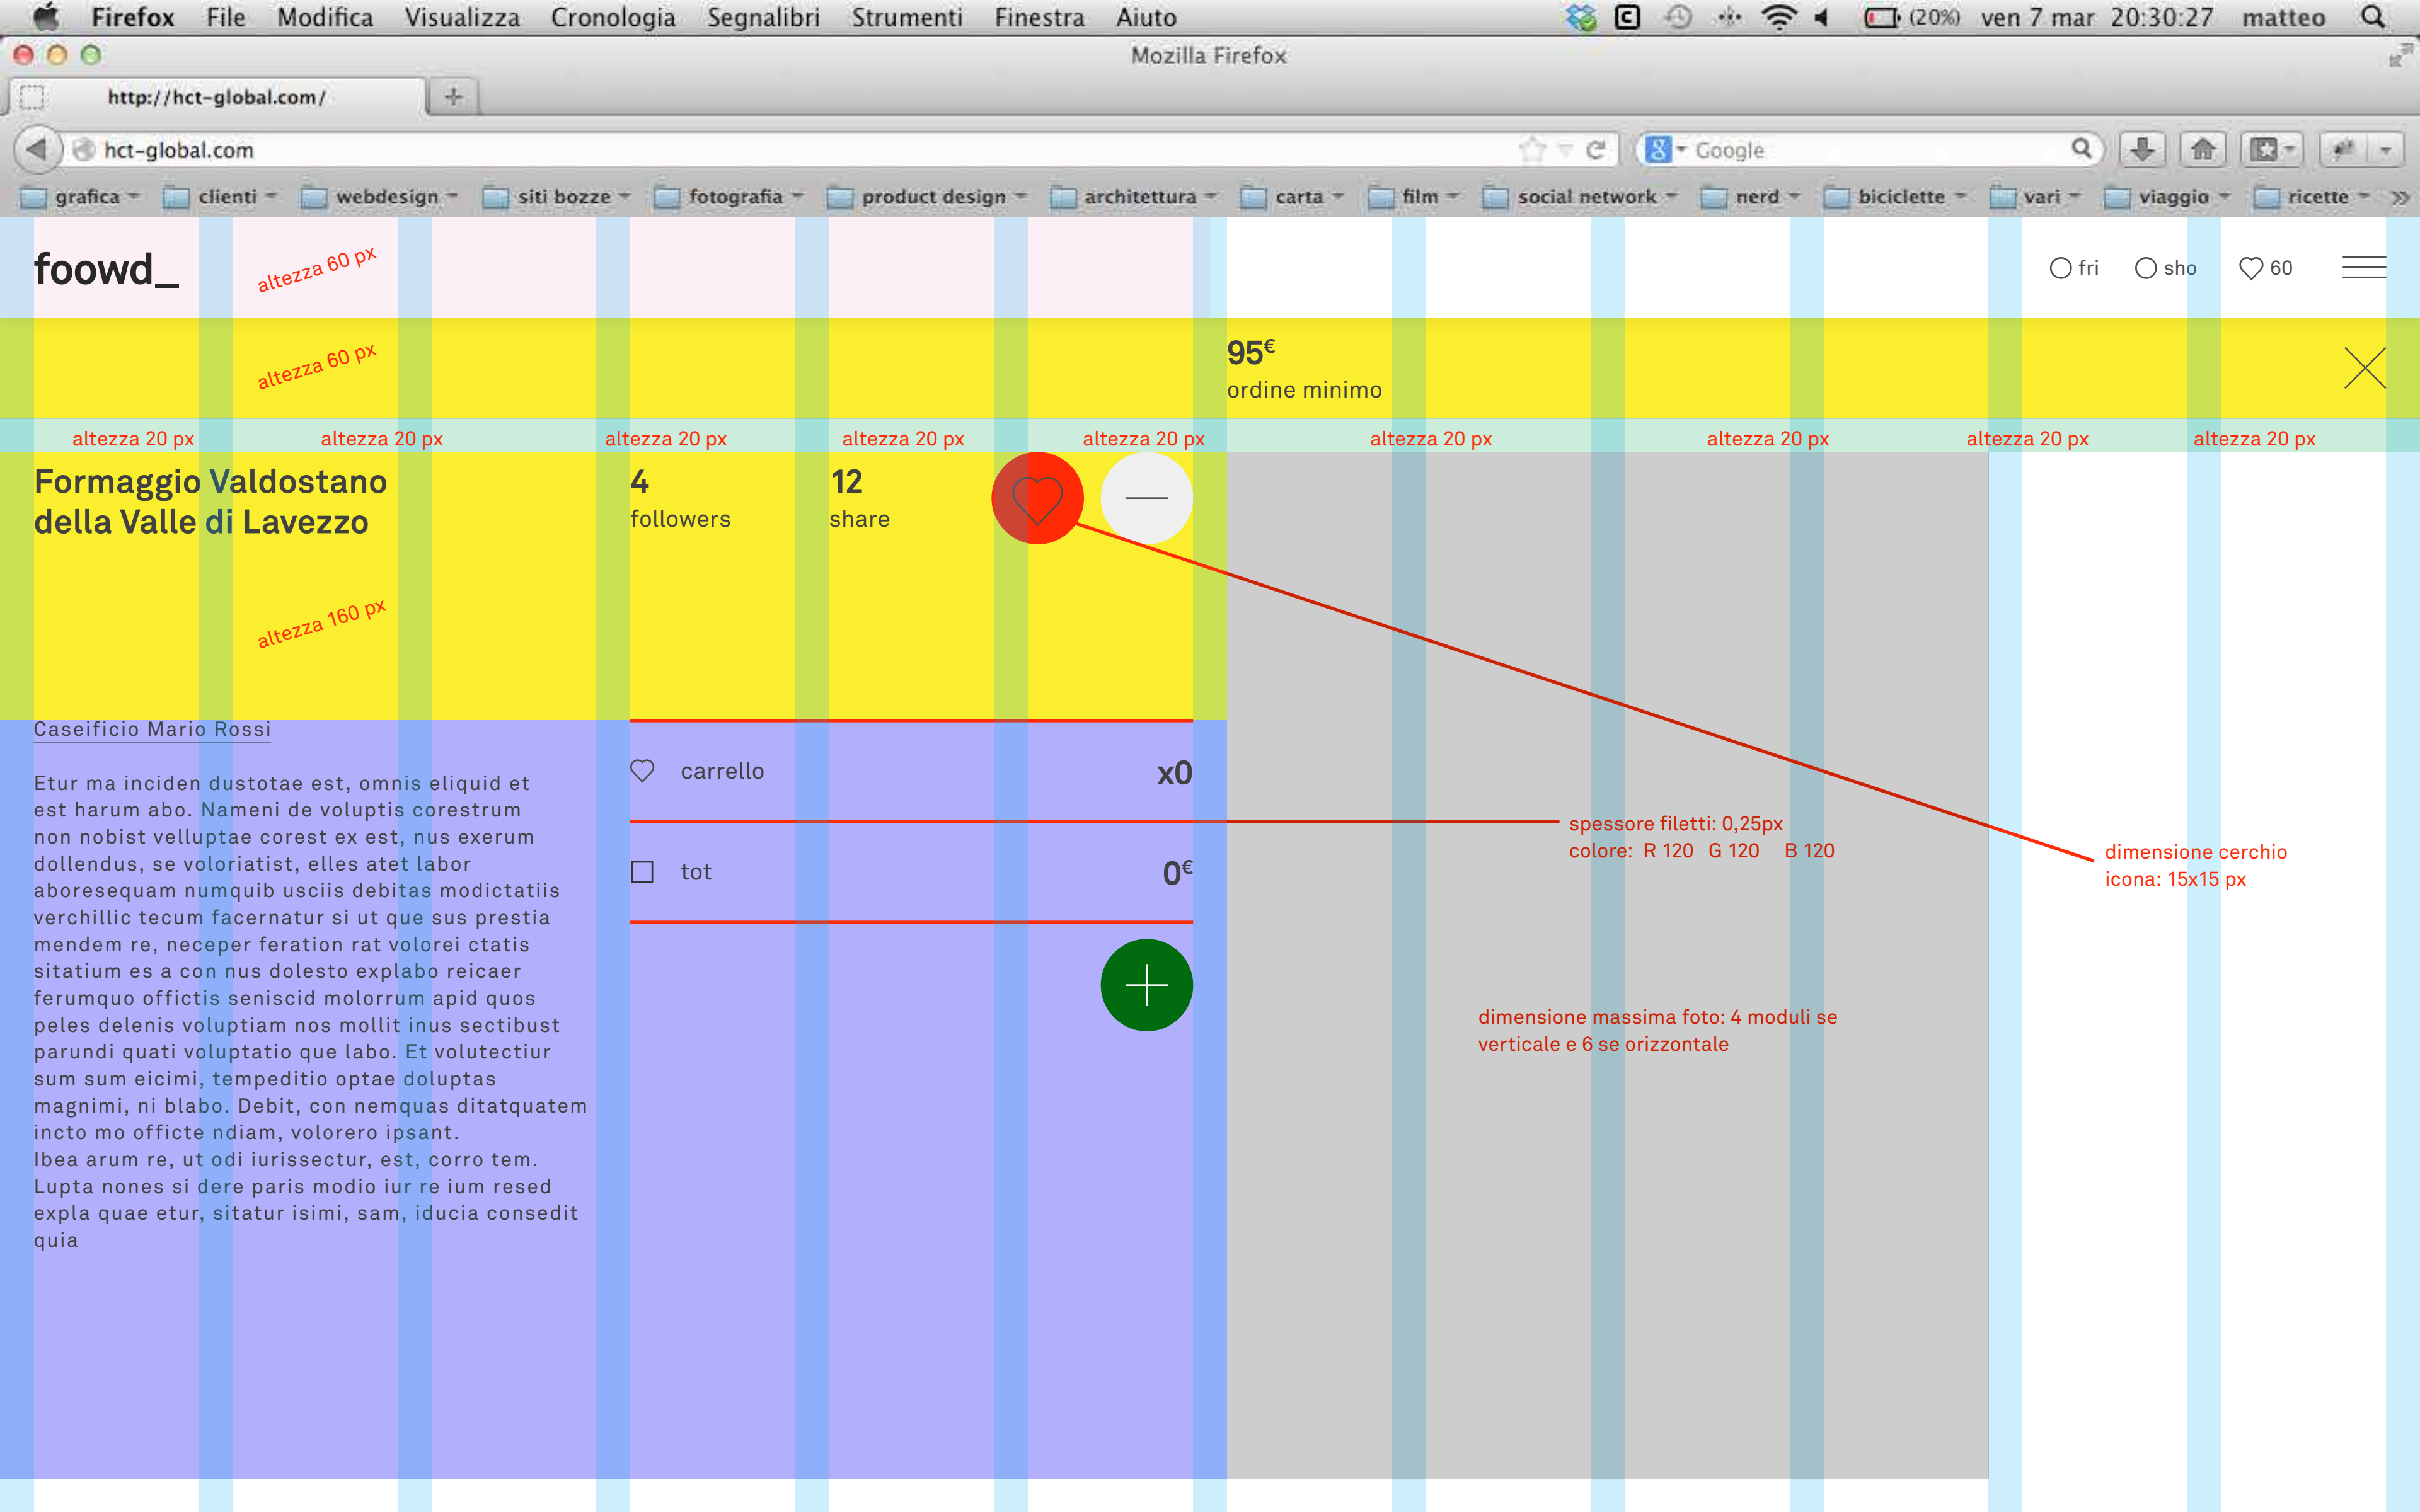 Firefox File Modifica Visualizza Cronologia Segnalibri Strumenti Finestra Aiuto (20%) ven 7 mar 20:30:27 matteo
Mozilla Firefox
http://hct-global.com/
hct-global.com Google
grafica clienti webdesign siti bozze fotografia product design architettura carta film social network nerd biciclette vari viaggio ricette
foowd_ altezza 60 px fri sho 60
altezza 60 px
95€
ordine minimo
altezza 20 px altezza 20 px altezza 20 px altezza 20 px altezza 20 px altezza 20 px altezza 20 px altezza 20 px altezza 20 px
Formaggio Valdostano
della Valle di Lavezzo
4
followers
12
share
altezza 160 px
Caseificio Mario Rossi
Etur ma inciden dustotae est, omnis eliquid et
est harum abo. Nameni de voluptis corestrum
non nobist velluptae corest ex est, nus exerum
dollendus, se voloriatist, elles atet labor
aboresequam numquib usciis debitas modictatiis
verchillic tecum facernatur si ut que sus prestia
mendem re, neceper feration rat volorei ctatis
sitatium es a con nus dolesto explabo reicaer
ferumquo offictis seniscid molorrum apid quos
peles delenis voluptiam nos mollit inus sectibust
parundi quati voluptatio que labo. Et volutectiur
sum sum eicimi, tempeditio optae doluptas
magnimi, ni blabo. Debit, con nemquas ditatquatem
incto mo officte ndiam, volorero ipsant.
Ibea arum re, ut odi iurissectur, est, corro tem.
Lupta nones si dere paris modio iur re ium resed
expla quae etur, sitatur isimi, sam, iducia consedit
quia
carrello x0
tot 0€
spessore filetti: 0,25px
colore: R 120 G 120 B 120
dimensione cerchio
icona: 15x15 px
dimensione massima foto: 4 moduli se
verticale e 6 se orizzontale